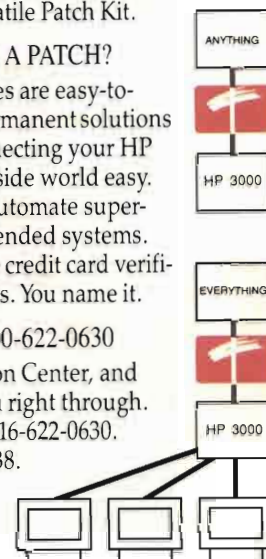 atile Patch Kit.
A PATCH?
es are easy-to-
manent solutions
ecting your HP
side world easy.
utomate super-
ended systems.
credit card verifi-
s. You name it.
0-622-0630
on Center, and
u right through.
16-622-0630.
38.
ANYTHING
HP 3000
EVERYTHING
HP 3000